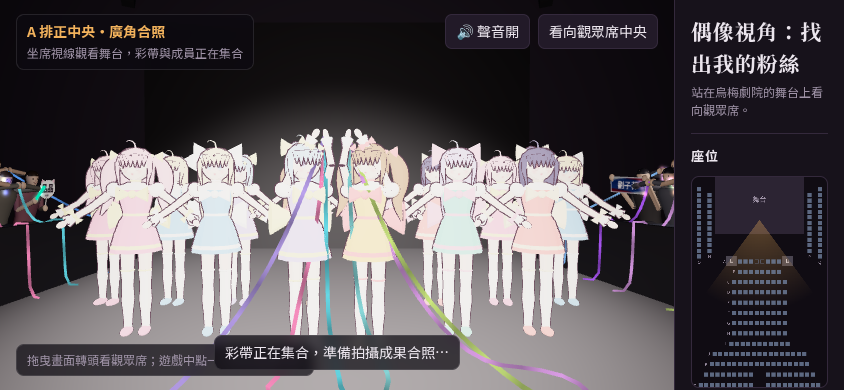 A 排正中央・廣角合照
坐席視線觀看舞台，彩帶與成員正在集合
🔊 聲音開
看向觀眾席中央
拖曳畫面轉頭看觀眾席；遊戲中點一
彩帶正在集合，準備拍攝成果合照⋯
偶像視角：找
出我的粉絲
站在烏梅劇院的舞台上看
向觀眾席。
座位
舞台